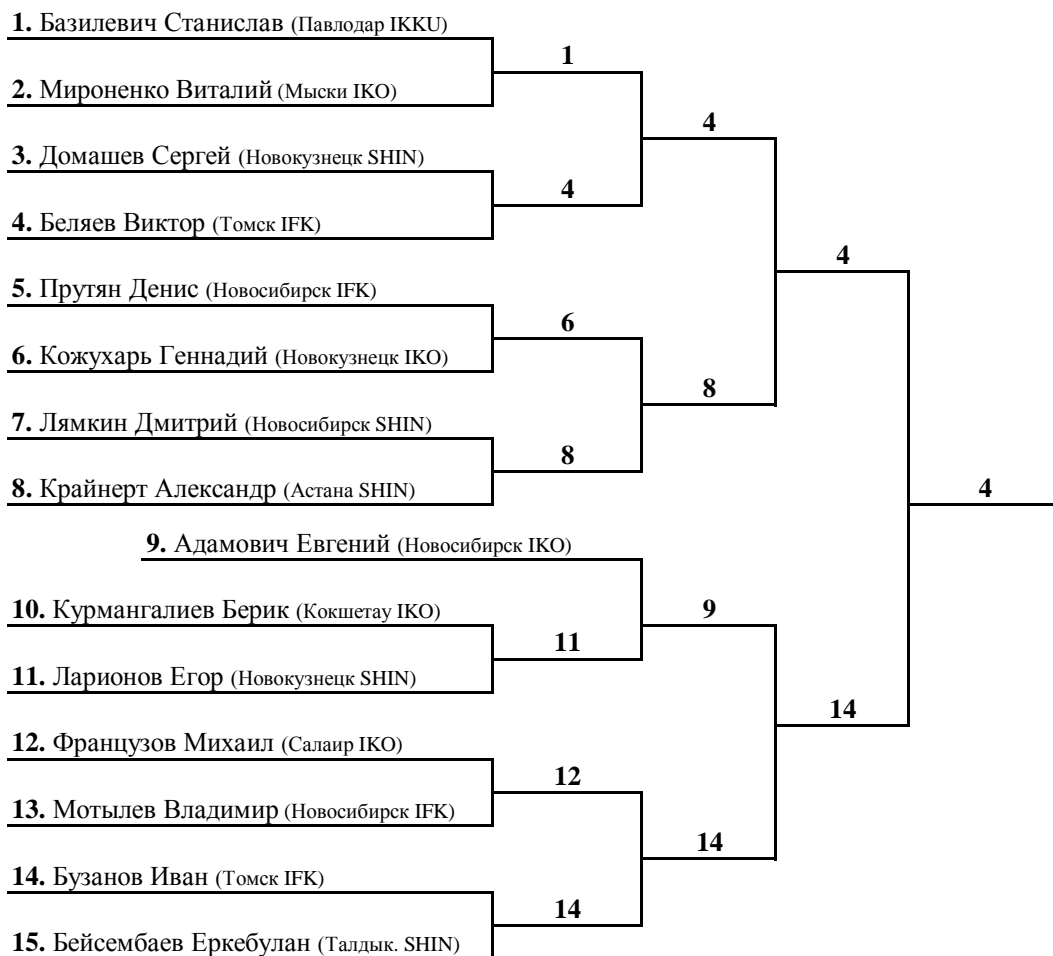 1. Базилевич Станислав (Павлодар IKKU)
1
2. Мироненко Виталий (Мыски IKO)
4
3. Домашев Сергей (Новокузнецк SHIN)
4
4. Беляев Виктор (Томск IFK)
4
5. Прутян Денис (Новосибирск IFK)
6
6. Кожухарь Геннадий (Новокузнецк IKO)
8
7. Лямкин Дмитрий (Новосибирск SHIN)
8
8. Крайнерт Александр (Астана SHIN)
4
9. Адамович Евгений (Новосибирск IKO)
10. Курмангалиев Берик (Кокшетау IKO)
9
11
11. Ларионов Егор (Новокузнецк SHIN)
14
12. Французов Михаил (Салаир IKO)
12
13. Мотылев Владимир (Новосибирск IFK)
14
14. Бузанов Иван (Томск IFK)
14
15. Бейсембаев Еркебулан (Талдык. SHIN)